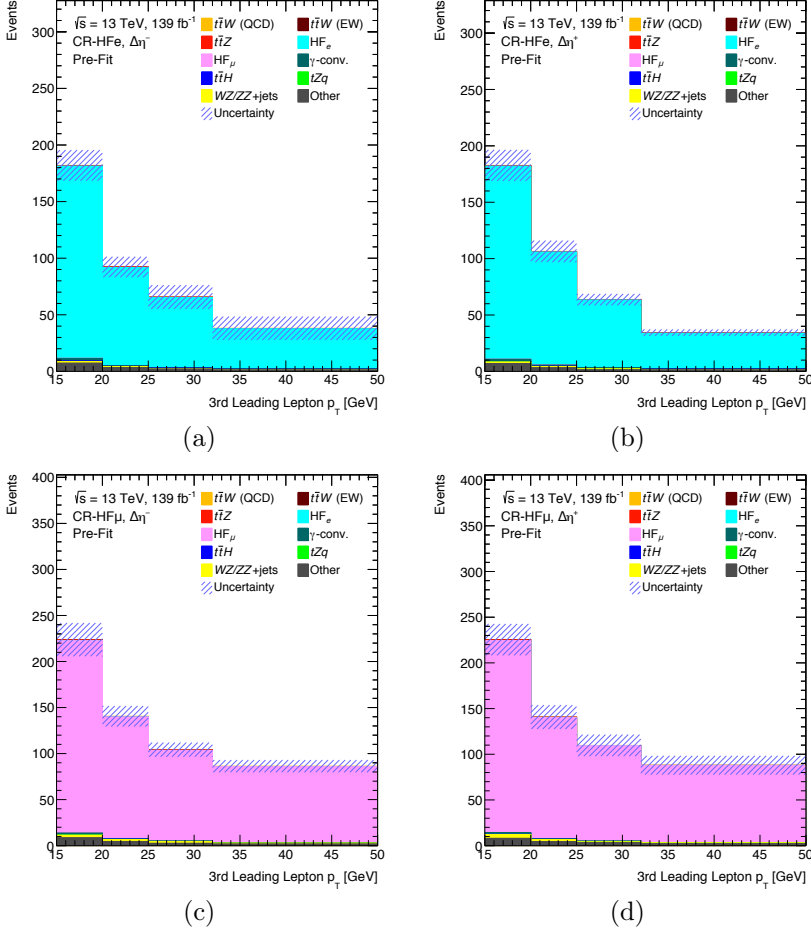 Events
√s = 13 TeV, 139 fb⁻¹
CR-HFe, Δη⁻
Pre-Fit
tt̄W (QCD) tt̄W (EW)
tt̄Z HFₑ
HF_μ γ-conv.
tt̄H tZq
WZ/ZZ+jets Other
Uncertainty
300
250
200
150
100
50
0
15 20 25 30 35 40 45 50
3rd Leading Lepton p_T [GeV]
(a)
Events
√s = 13 TeV, 139 fb⁻¹
CR-HFe, Δη⁺
Pre-Fit
tt̄W (QCD) tt̄W (EW)
tt̄Z HFₑ
HF_μ γ-conv.
tt̄H tZq
WZ/ZZ+jets Other
Uncertainty
300
250
200
150
100
50
0
15 20 25 30 35 40 45 50
3rd Leading Lepton p_T [GeV]
(b)
Events
√s = 13 TeV, 139 fb⁻¹
CR-HFμ, Δη⁻
Pre-Fit
tt̄W (QCD) tt̄W (EW)
tt̄Z HFₑ
HF_μ γ-conv.
tt̄H tZq
WZ/ZZ+jets Other
Uncertainty
400
350
300
250
200
150
100
50
0
15 20 25 30 35 40 45 50
3rd Leading Lepton p_T [GeV]
(c)
Events
√s = 13 TeV, 139 fb⁻¹
CR-HFμ, Δη⁺
Pre-Fit
tt̄W (QCD) tt̄W (EW)
tt̄Z HFₑ
HF_μ γ-conv.
tt̄H tZq
WZ/ZZ+jets Other
Uncertainty
400
350
300
250
200
150
100
50
0
15 20 25 30 35 40 45 50
3rd Leading Lepton p_T [GeV]
(d)